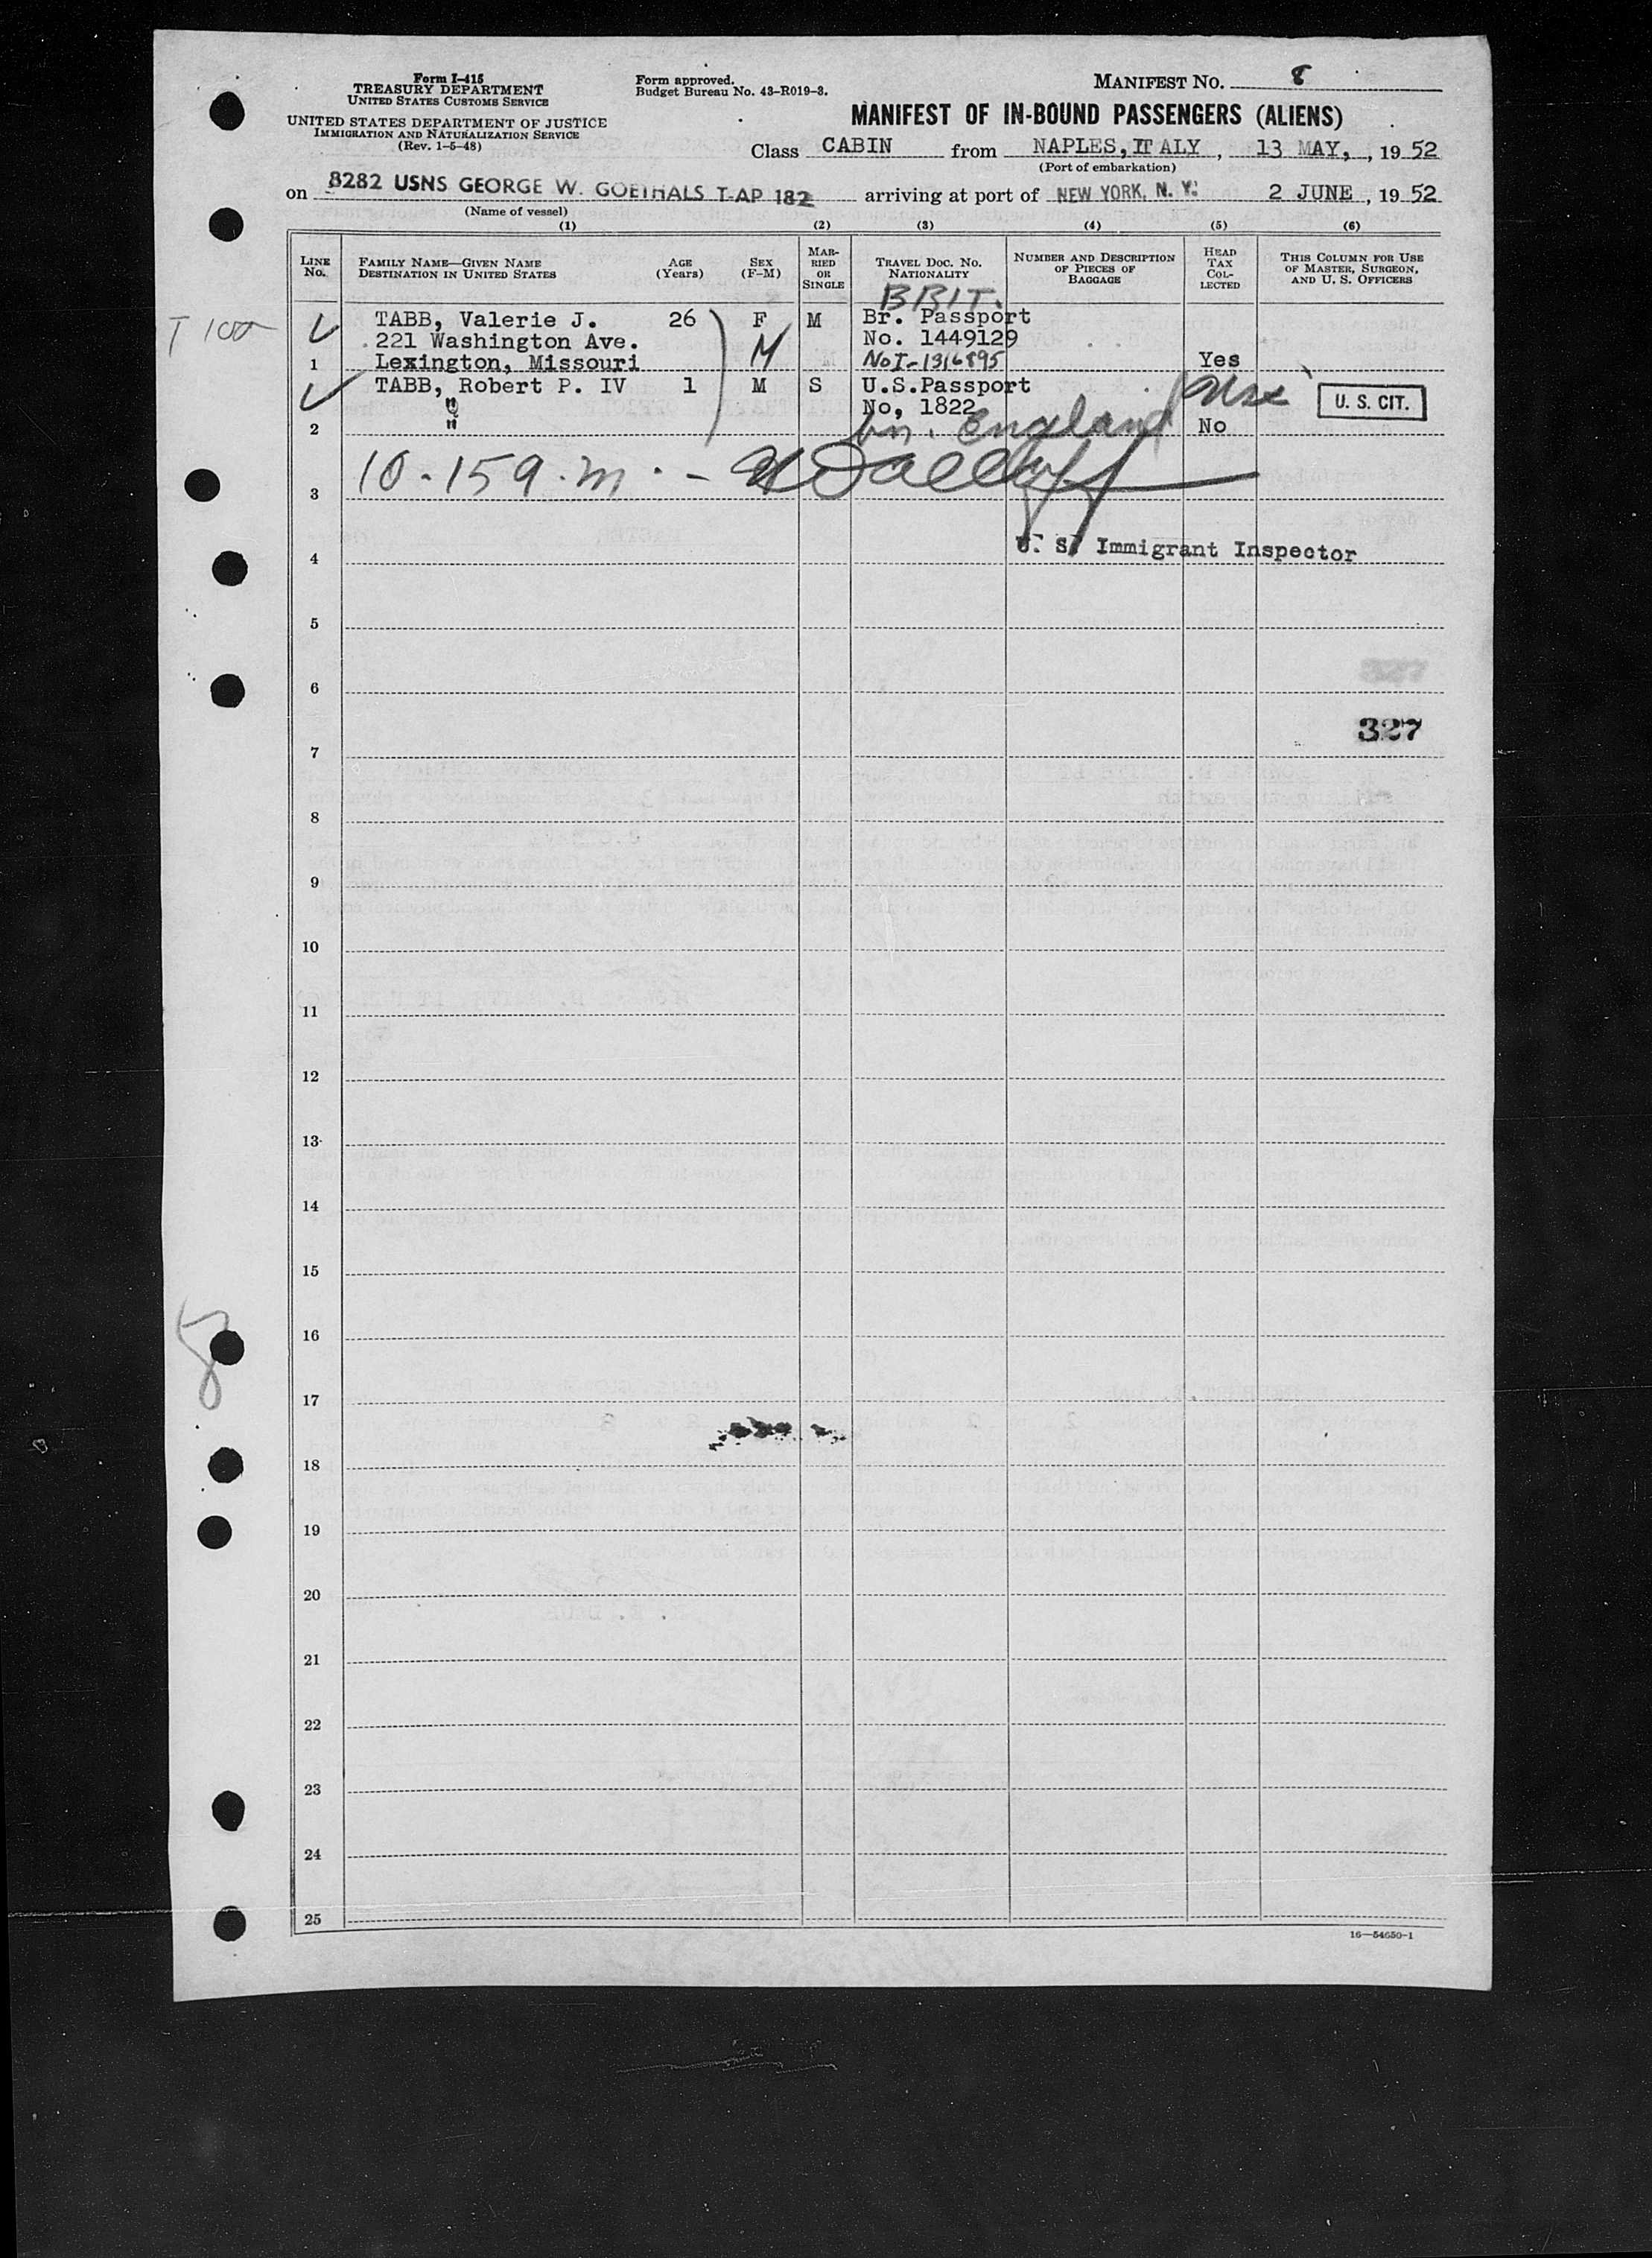 Form I-415
TREASURY DEPARTMENT
UNITED STATES CUSTOMS SERVICE
UNITED STATES DEPARTMENT OF JUSTICE
IMMIGRATION AND NATURALIZATION SERVICE
(Rev. 1-5-48)
Form approved.
Budget Bureau No. 43-R019-3.
MANIFEST NO. 8
MANIFEST OF IN-BOUND PASSENGERS (ALIENS)
Class CABIN from NAPLES, ITALY, 13 MAY, , 19 52
(Port of embarkation)
on 8282 USNS GEORGE W. GOETHALS T-AP 182 arriving at port of NEW YORK, N. Y. 2 JUNE , 19 52
(Name of vessel)
(1) (2) (3) (4) (5) (6)
LINE No. FAMILY NAME—GIVEN NAME DESTINATION IN UNITED STATES AGE (Years) SEX (F-M) MARRIED OR SINGLE TRAVEL DOC. NO. NATIONALITY NUMBER AND DESCRIPTION OF PIECES OF BAGGAGE HEAD TAX COLLECTED THIS COLUMN FOR USE OF MASTER, SURGEON, AND U. S. OFFICERS
BRIT.
TABB, Valerie J. 26 F M Br. Passport
221 Washington Ave. M No. 1449129
1 Lexington, Missouri No I-1316895 Yes
TABB, Robert P. IV 1 M S U.S.Passport U. S. CIT.
" No, 1822
2 " bn. England No
3 10-159.m. -
U. S. Immigrant Inspector
4
5
6
327
7
8
9
10
11
12
13
14
15
16
8
17
18
19
20
21
22
23
24
25
16—54650-1